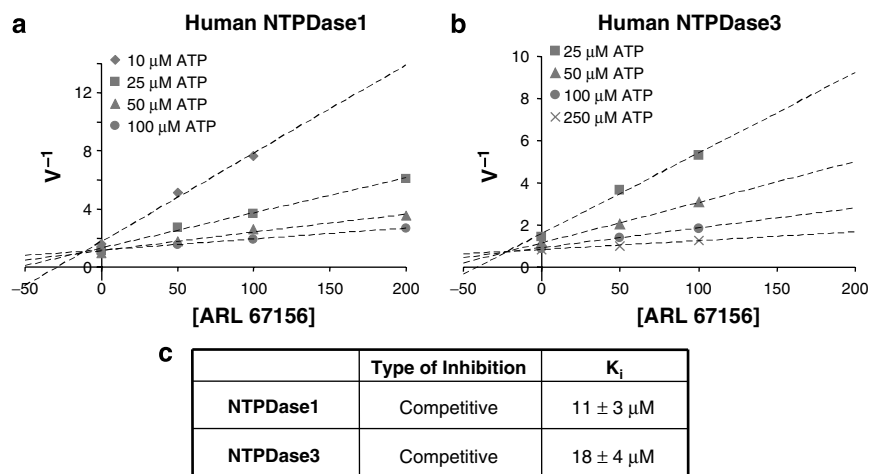 a Human NTPDase1
10 μM ATP
25 μM ATP
50 μM ATP
100 μM ATP
V⁻¹
12
8
4
0
−50 0 50 100 150 200
[ARL 67156]
b Human NTPDase3
25 μM ATP
50 μM ATP
100 μM ATP
250 μM ATP
V⁻¹
10
8
6
4
2
0
−50 0 50 100 150 200
[ARL 67156]
c
Type of Inhibition Kᵢ
NTPDase1 Competitive 11 ± 3 μM
NTPDase3 Competitive 18 ± 4 μM